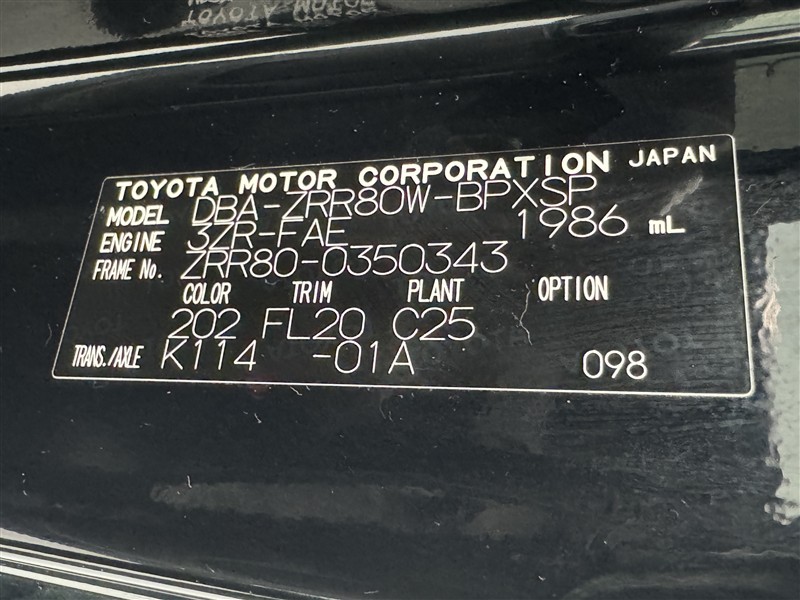 TOYOTA MOTOR CORPORATION JAPAN
MODEL DBA-ZRR80W-BPXSP
ENGINE 3ZR-FAE 1986 mL
FRAME No. ZRR80-0350343
COLOR TRIM PLANT OPTION
202 FL20 C25
TRANS./AXLE K114 -01A 098